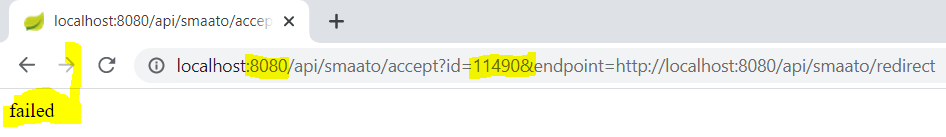 localhost:8080/api/smaato/accep
localhost:8080/api/smaato/accept?id=11490&endpoint=http://localhost:8080/api/smaato/redirect
failed